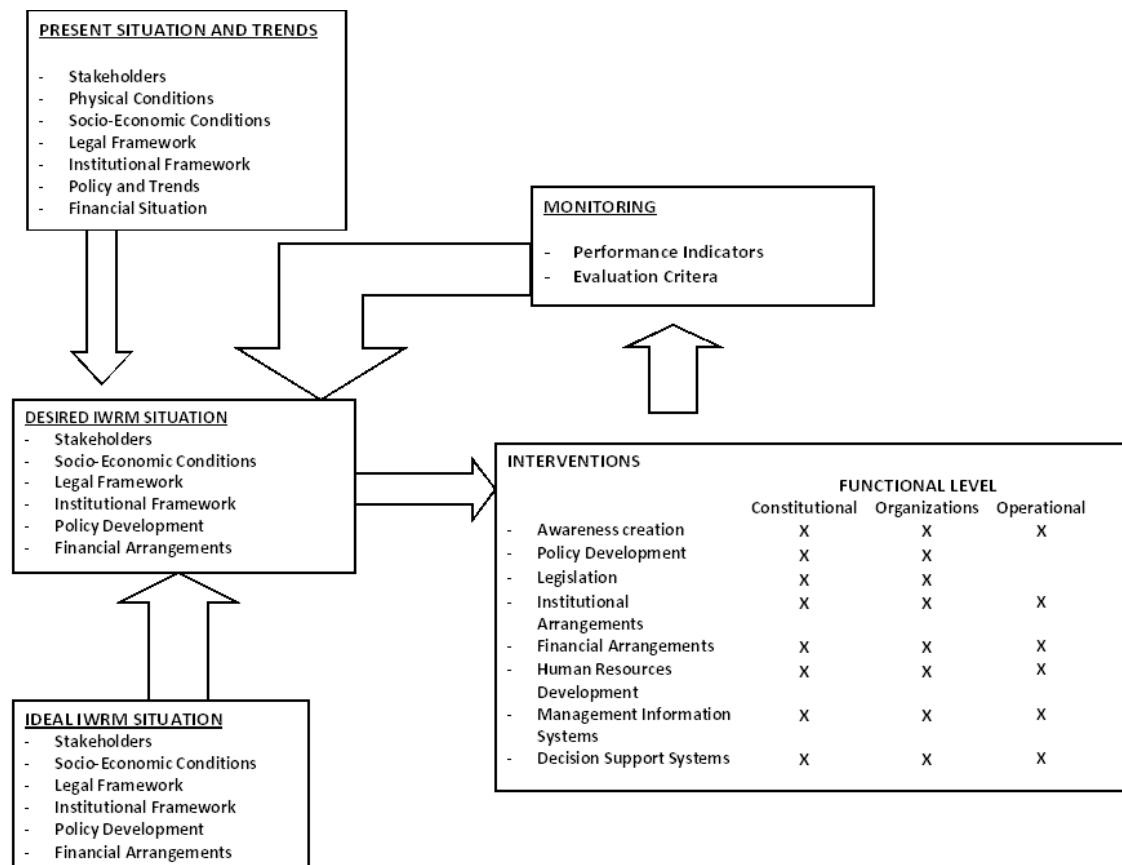 PRESENT SITUATION AND TRENDS
- Stakeholders
- Physical Conditions
- Socio-Economic Conditions
- Legal Framework
- Institutional Framework
- Policy and Trends
- Financial Situation
MONITORING
- Performance Indicators
- Evaluation Critera
DESIRED IWRM SITUATION
- Stakeholders
- Socio-Economic Conditions
- Legal Framework
- Institutional Framework
- Policy Development
- Financial Arrangements
INTERVENTIONS
FUNCTIONAL LEVEL
Constitutional Organizations Operational
- Awareness creation X X X
- Policy Development X X
- Legislation X X
- Institutional X X X
Arrangements
- Financial Arrangements X X X
- Human Resources X X X
Development
- Management Information X X X
Systems
- Decision Support Systems X X X
IDEAL IWRM SITUATION
- Stakeholders
- Socio-Economic Conditions
- Legal Framework
- Institutional Framework
- Policy Development
- Financial Arrangements